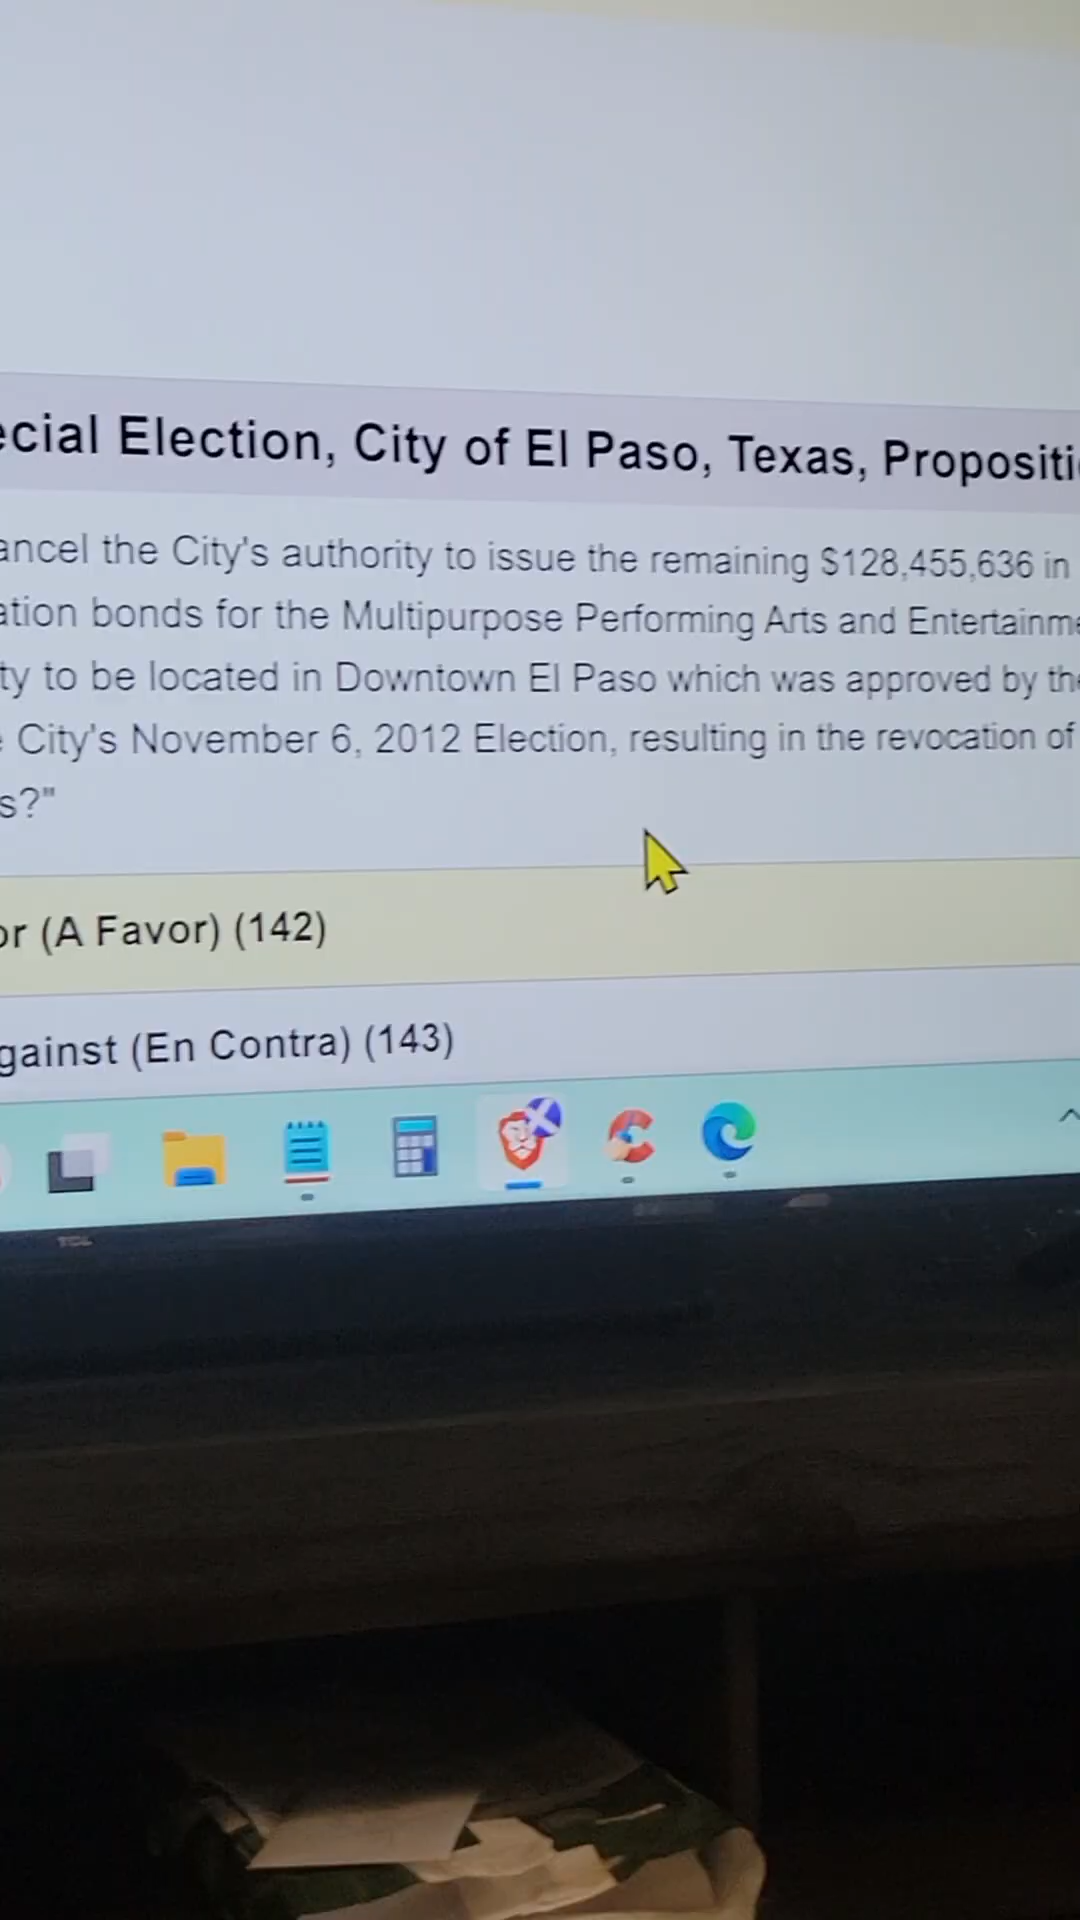 ecial Election, City of El Paso, Texas, Propositi
ancel the City's authority to issue the remaining $128,455,636 in
ation bonds for the Multipurpose Performing Arts and Entertainme
ty to be located in Downtown El Paso which was approved by the
City's November 6, 2012 Election, resulting in the revocation of
s?"
or (A Favor) (142)
gainst (En Contra) (143)
TCL